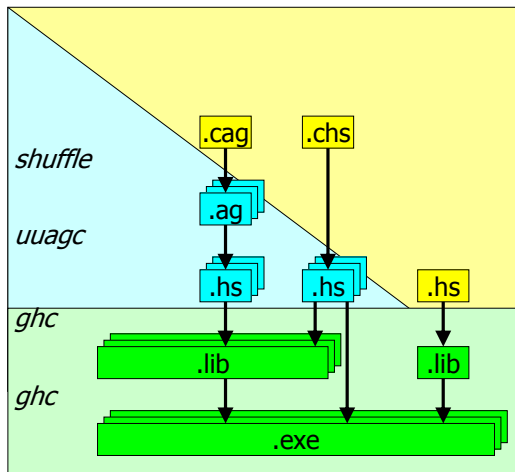 .cag .chs
shuffle
.ag
uuagc
.hs .hs .hs
ghc
.lib .lib
ghc
.exe